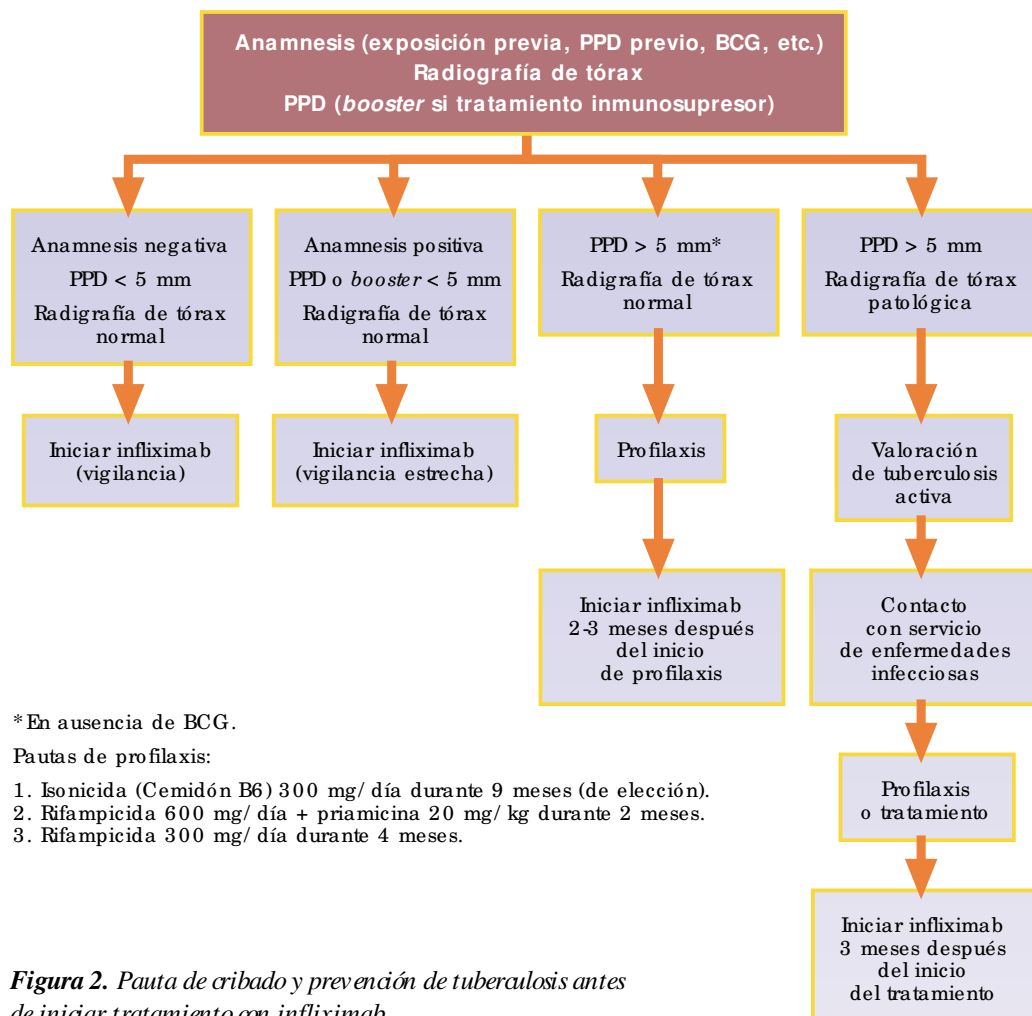 Anamnesis (exposición previa, PPD previo, BCG, etc.)
Radiografía de tórax
PPD (booster si tratamiento inmunosupresor)
Anamnesis negativa
PPD < 5 mm
Radigrafía de tórax
normal
Anamnesis positiva
PPD o booster < 5 mm
Radigrafía de tórax
normal
PPD > 5 mm*
Radigrafía de tórax
normal
PPD > 5 mm
Radigrafía de tórax
patológica
Iniciar infliximab
(vigilancia)
Iniciar infliximab
(vigilancia estrecha)
Profilaxis
Valoración
de tuberculosis
activa
Iniciar infliximab
2-3 meses después
del inicio
de profilaxis
Contacto
con servicio
de enfermedades
infecciosas
Profilaxis
o tratamiento
Iniciar infliximab
3 meses después
del inicio
del tratamiento
*En ausencia de BCG.
Pautas de profilaxis:
1. Isonicida (Cemidón B6) 300 mg/día durante 9 meses (de elección).
2. Rifampicida 600 mg/día + priamicina 20 mg/kg durante 2 meses.
3. Rifampicida 300 mg/día durante 4 meses.
Figura 2. Pauta de cribado y prevención de tuberculosis antes
de iniciar tratamiento con infliximab